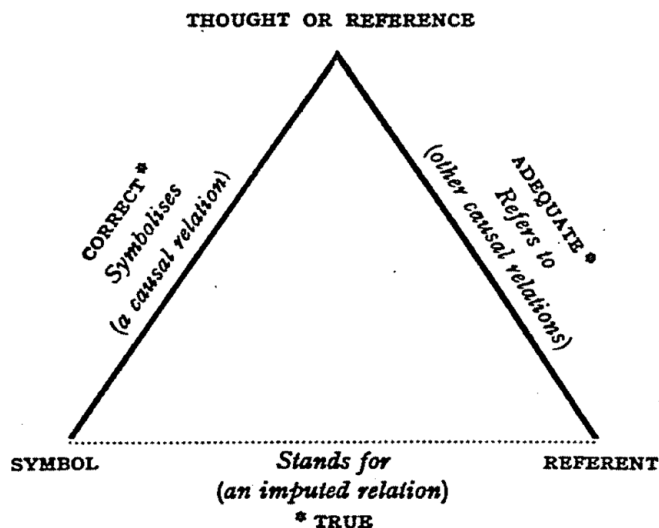 THOUGHT OR REFERENCE
CORRECT*
Symbolises
(a causal relation)
ADEQUATE*
Refers to
(other causal relations)
SYMBOL
Stands for
(an imputed relation)
* TRUE
REFERENT